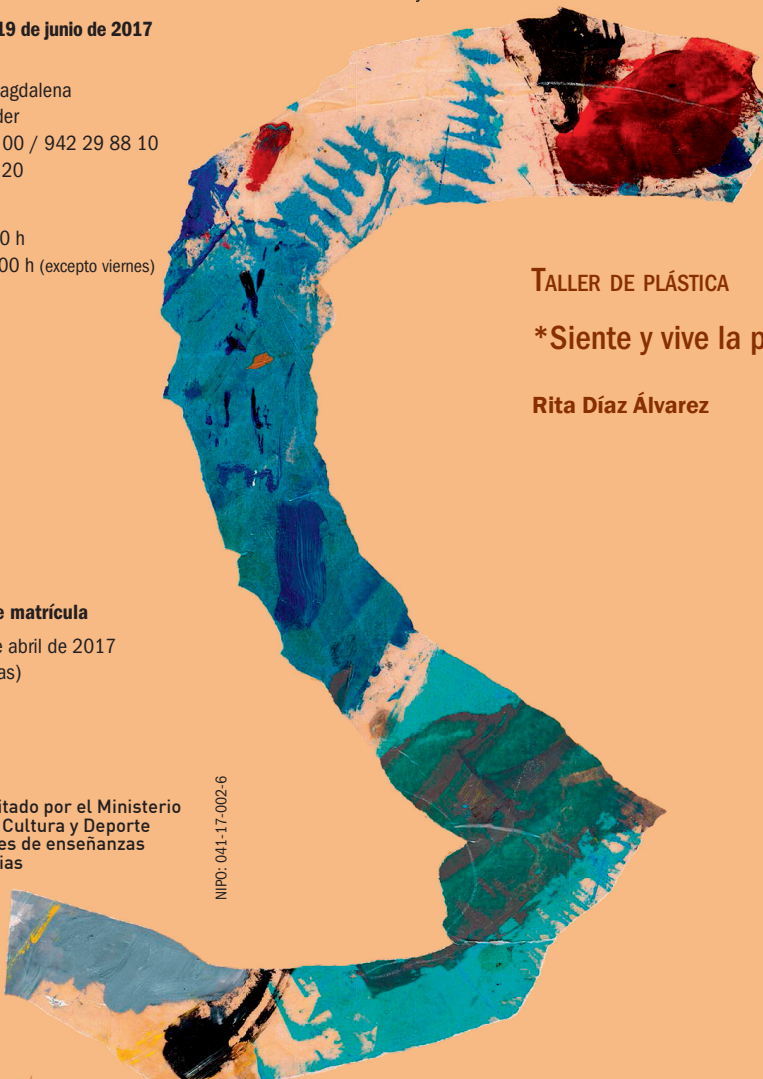 19 de junio de 2017
agdalena
der
00 / 942 29 88 10
20
0 h
00 h (excepto viernes)
TALLER DE PLÁSTICA
*Siente y vive la p
Rita Díaz Álvarez
e matrícula
e abril de 2017
as)
itado por el Ministerio
Cultura y Deporte
es de enseñanzas
ias
NIPO: 041-17-002-6